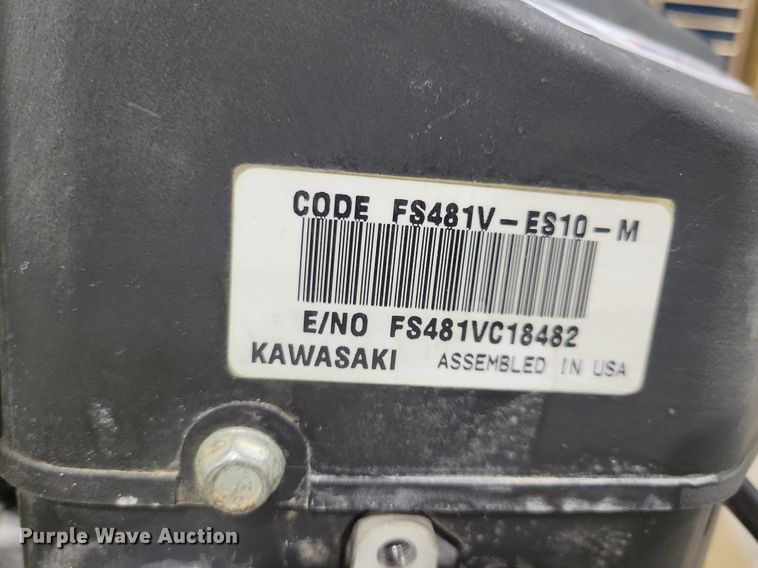 CODE FS481V-ES10-M
E/NO FS481VC18482
KAWASAKI ASSEMBLED IN USA
Purple Wave Auction